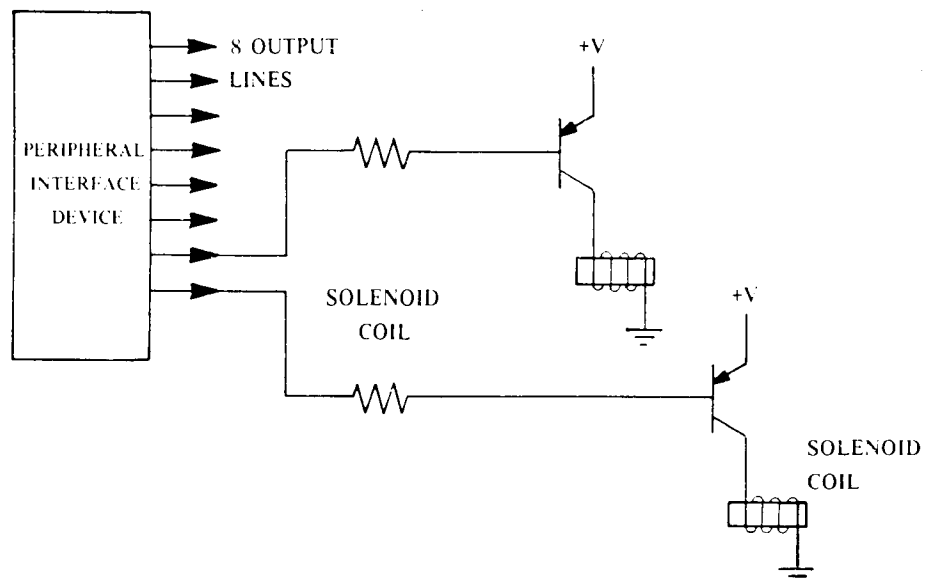 8 OUTPUT
LINES
PERIPHERAL
INTERFACE
DEVICE
+V
SOLENOID
COIL
+V
SOLENOID
COIL